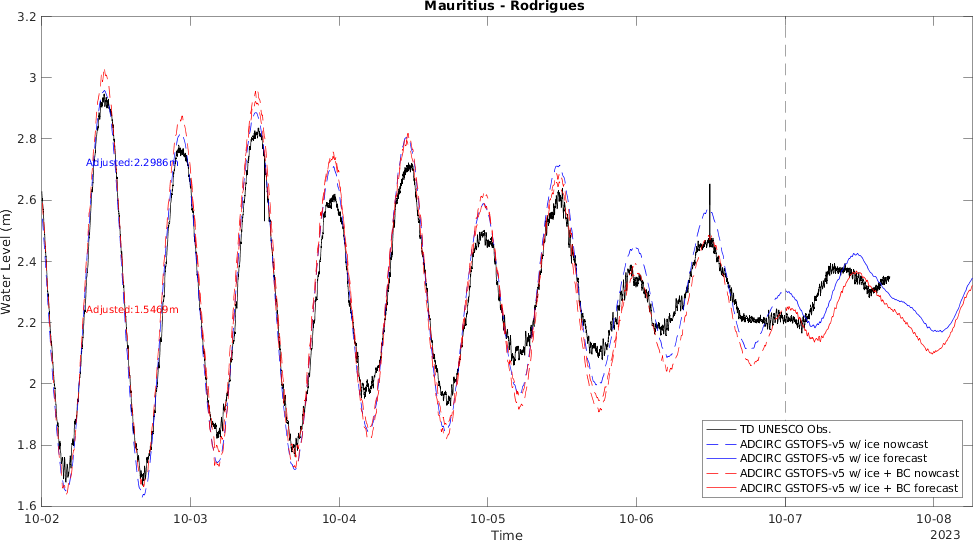 Mauritius - Rodrigues
3.2
3
2.8
2.6
2.4
2.2
2
1.8
1.6
Water Level (m)
Adjusted:2.2986m
Adjusted:1.5469m
TD UNESCO Obs.
ADCIRC GSTOFS-v5 w/ ice nowcast
ADCIRC GSTOFS-v5 w/ ice forecast
ADCIRC GSTOFS-v5 w/ ice + BC nowcast
ADCIRC GSTOFS-v5 w/ ice + BC forecast
10-02 10-03 10-04 10-05 10-06 10-07 10-08
Time
2023